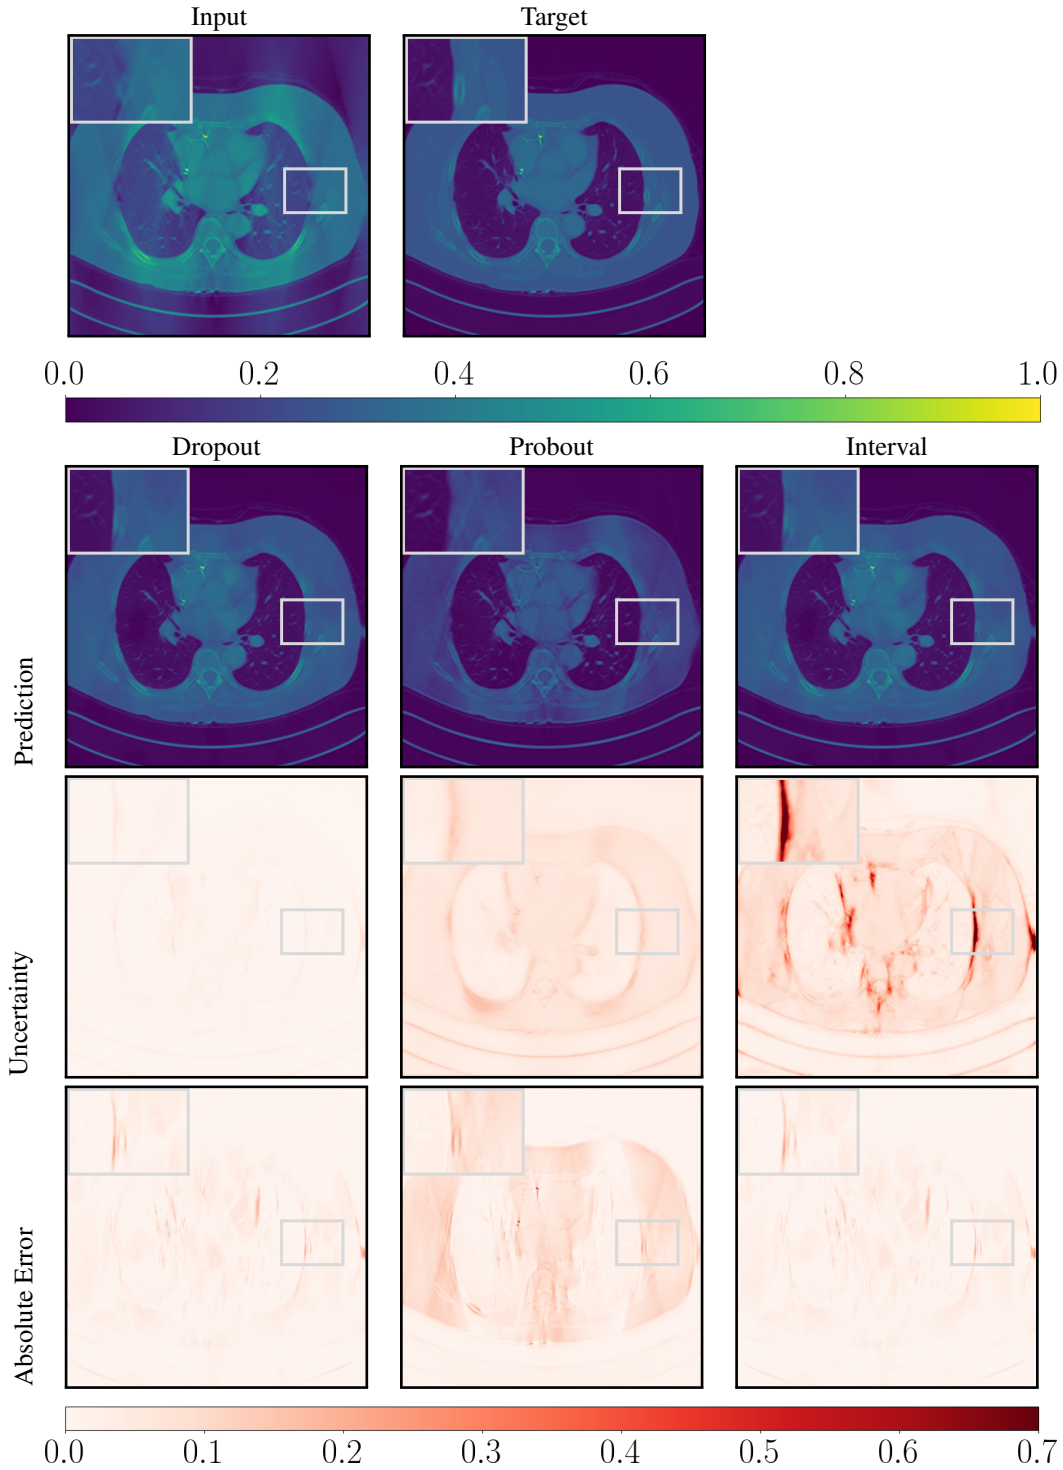 Input Target
0.0 0.2 0.4 0.6 0.8 1.0
Dropout Probout Interval
Prediction
Uncertainty
Absolute Error
0.0 0.1 0.2 0.3 0.4 0.5 0.6 0.7